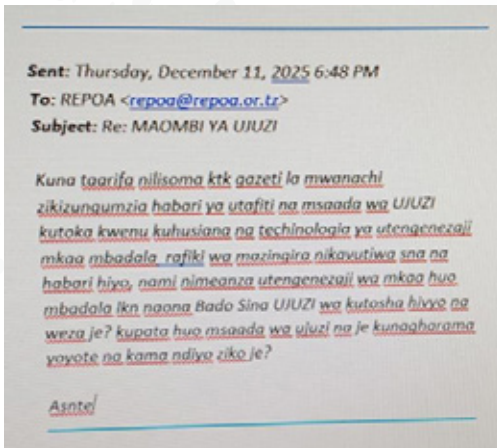 Sent: Thursday, December 11, 2025 6:48 PM
To: REPOA <repoa@repoa.or.tz>
Subject: Re: MAOMBI YA UJUZI
Kuna taarifa nilisoma ktk gazeti la mwanachi
zikizungumzia habari ya utafiti na msaada wa UJUZI
kutoka kwenu kuhusiana na techinologia ya utengenezaji
mkaa mbadala rafiki wa mazingira nikavutiwa sna na
habari hiyo, nami nimeanza utengenezaji wa mkaa huo
mbadala lkn naona Bado Sina UJUZI wa kutosha hivyo na
weza je? kupata huo msaada wa ujuzi na je kunagharama
yoyote na kama ndiyo ziko je?
Asnte